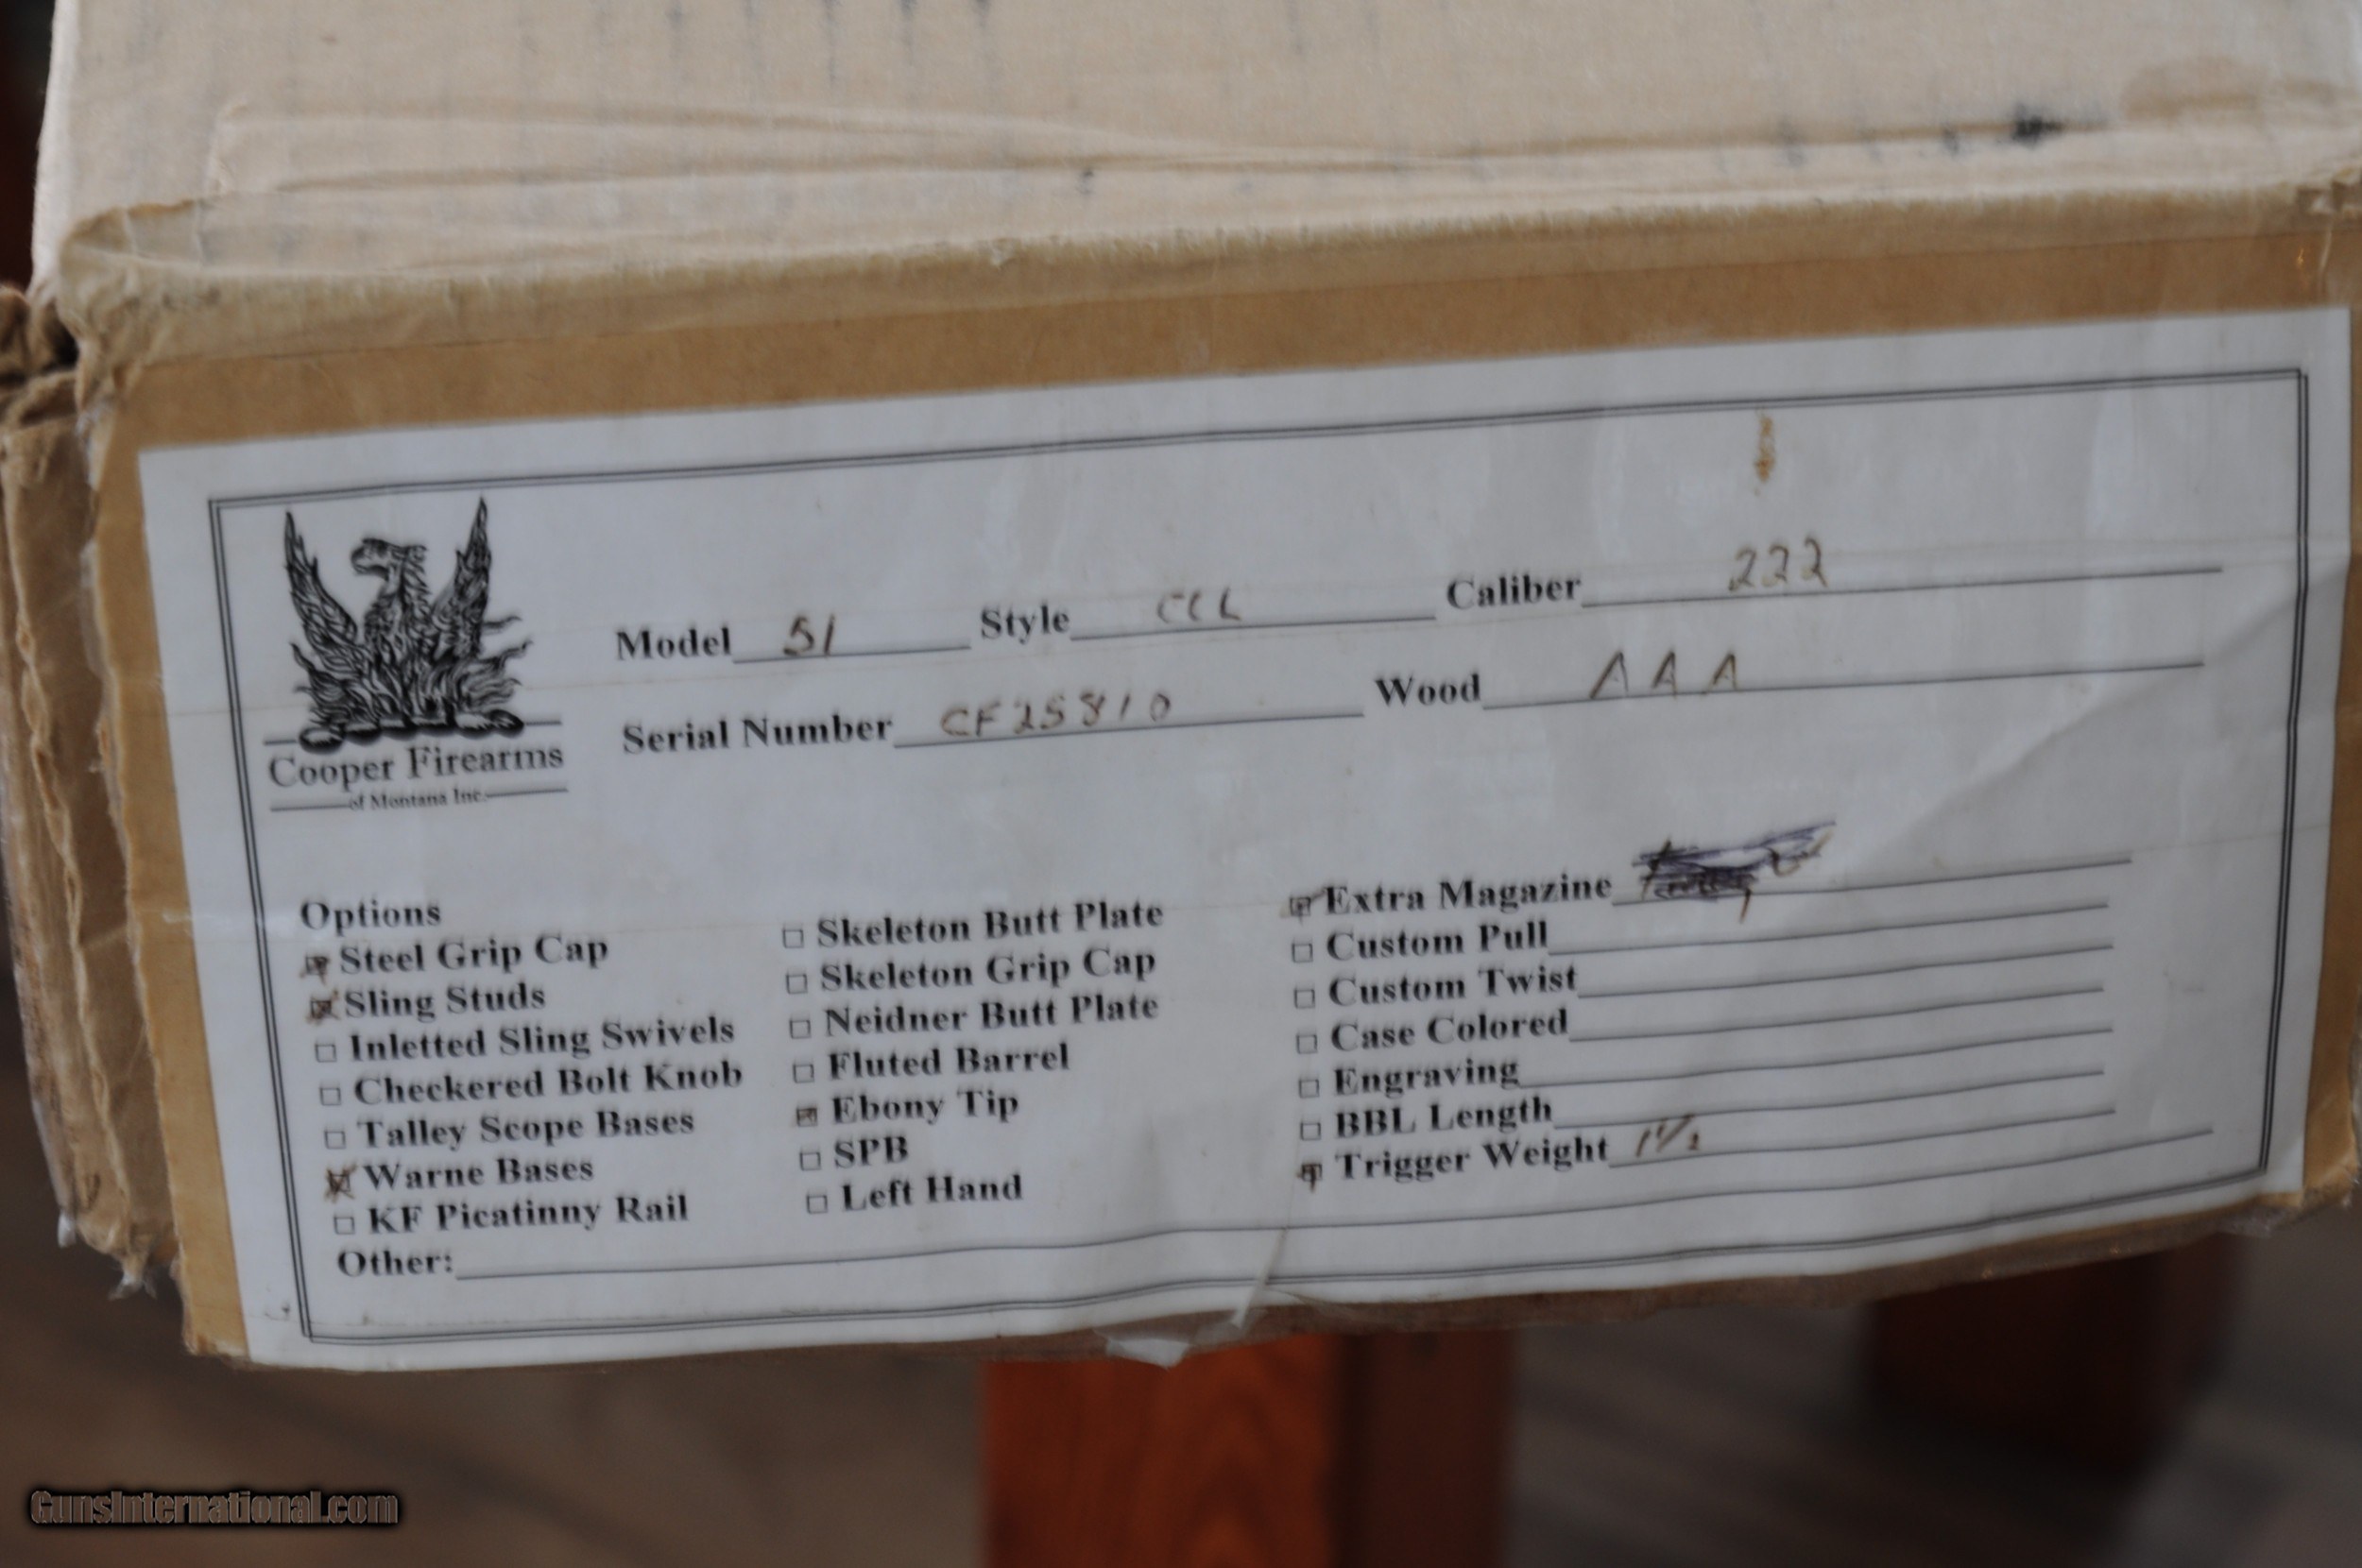 Model 51 Style CCL Caliber 222
Serial Number CF25810 Wood AAA
Cooper Firearms
of Montana Inc.
Options
Steel Grip Cap
Sling Studs
Inletted Sling Swivels
Checkered Bolt Knob
Talley Scope Bases
Warne Bases
KF Picatinny Rail
Skeleton Butt Plate
Skeleton Grip Cap
Neidner Butt Plate
Fluted Barrel
Ebony Tip
SPB
Left Hand
Extra Magazine
Custom Pull
Custom Twist
Case Colored
Engraving
BBL Length
Trigger Weight 1 1/2
Other:
GunsInternational.com